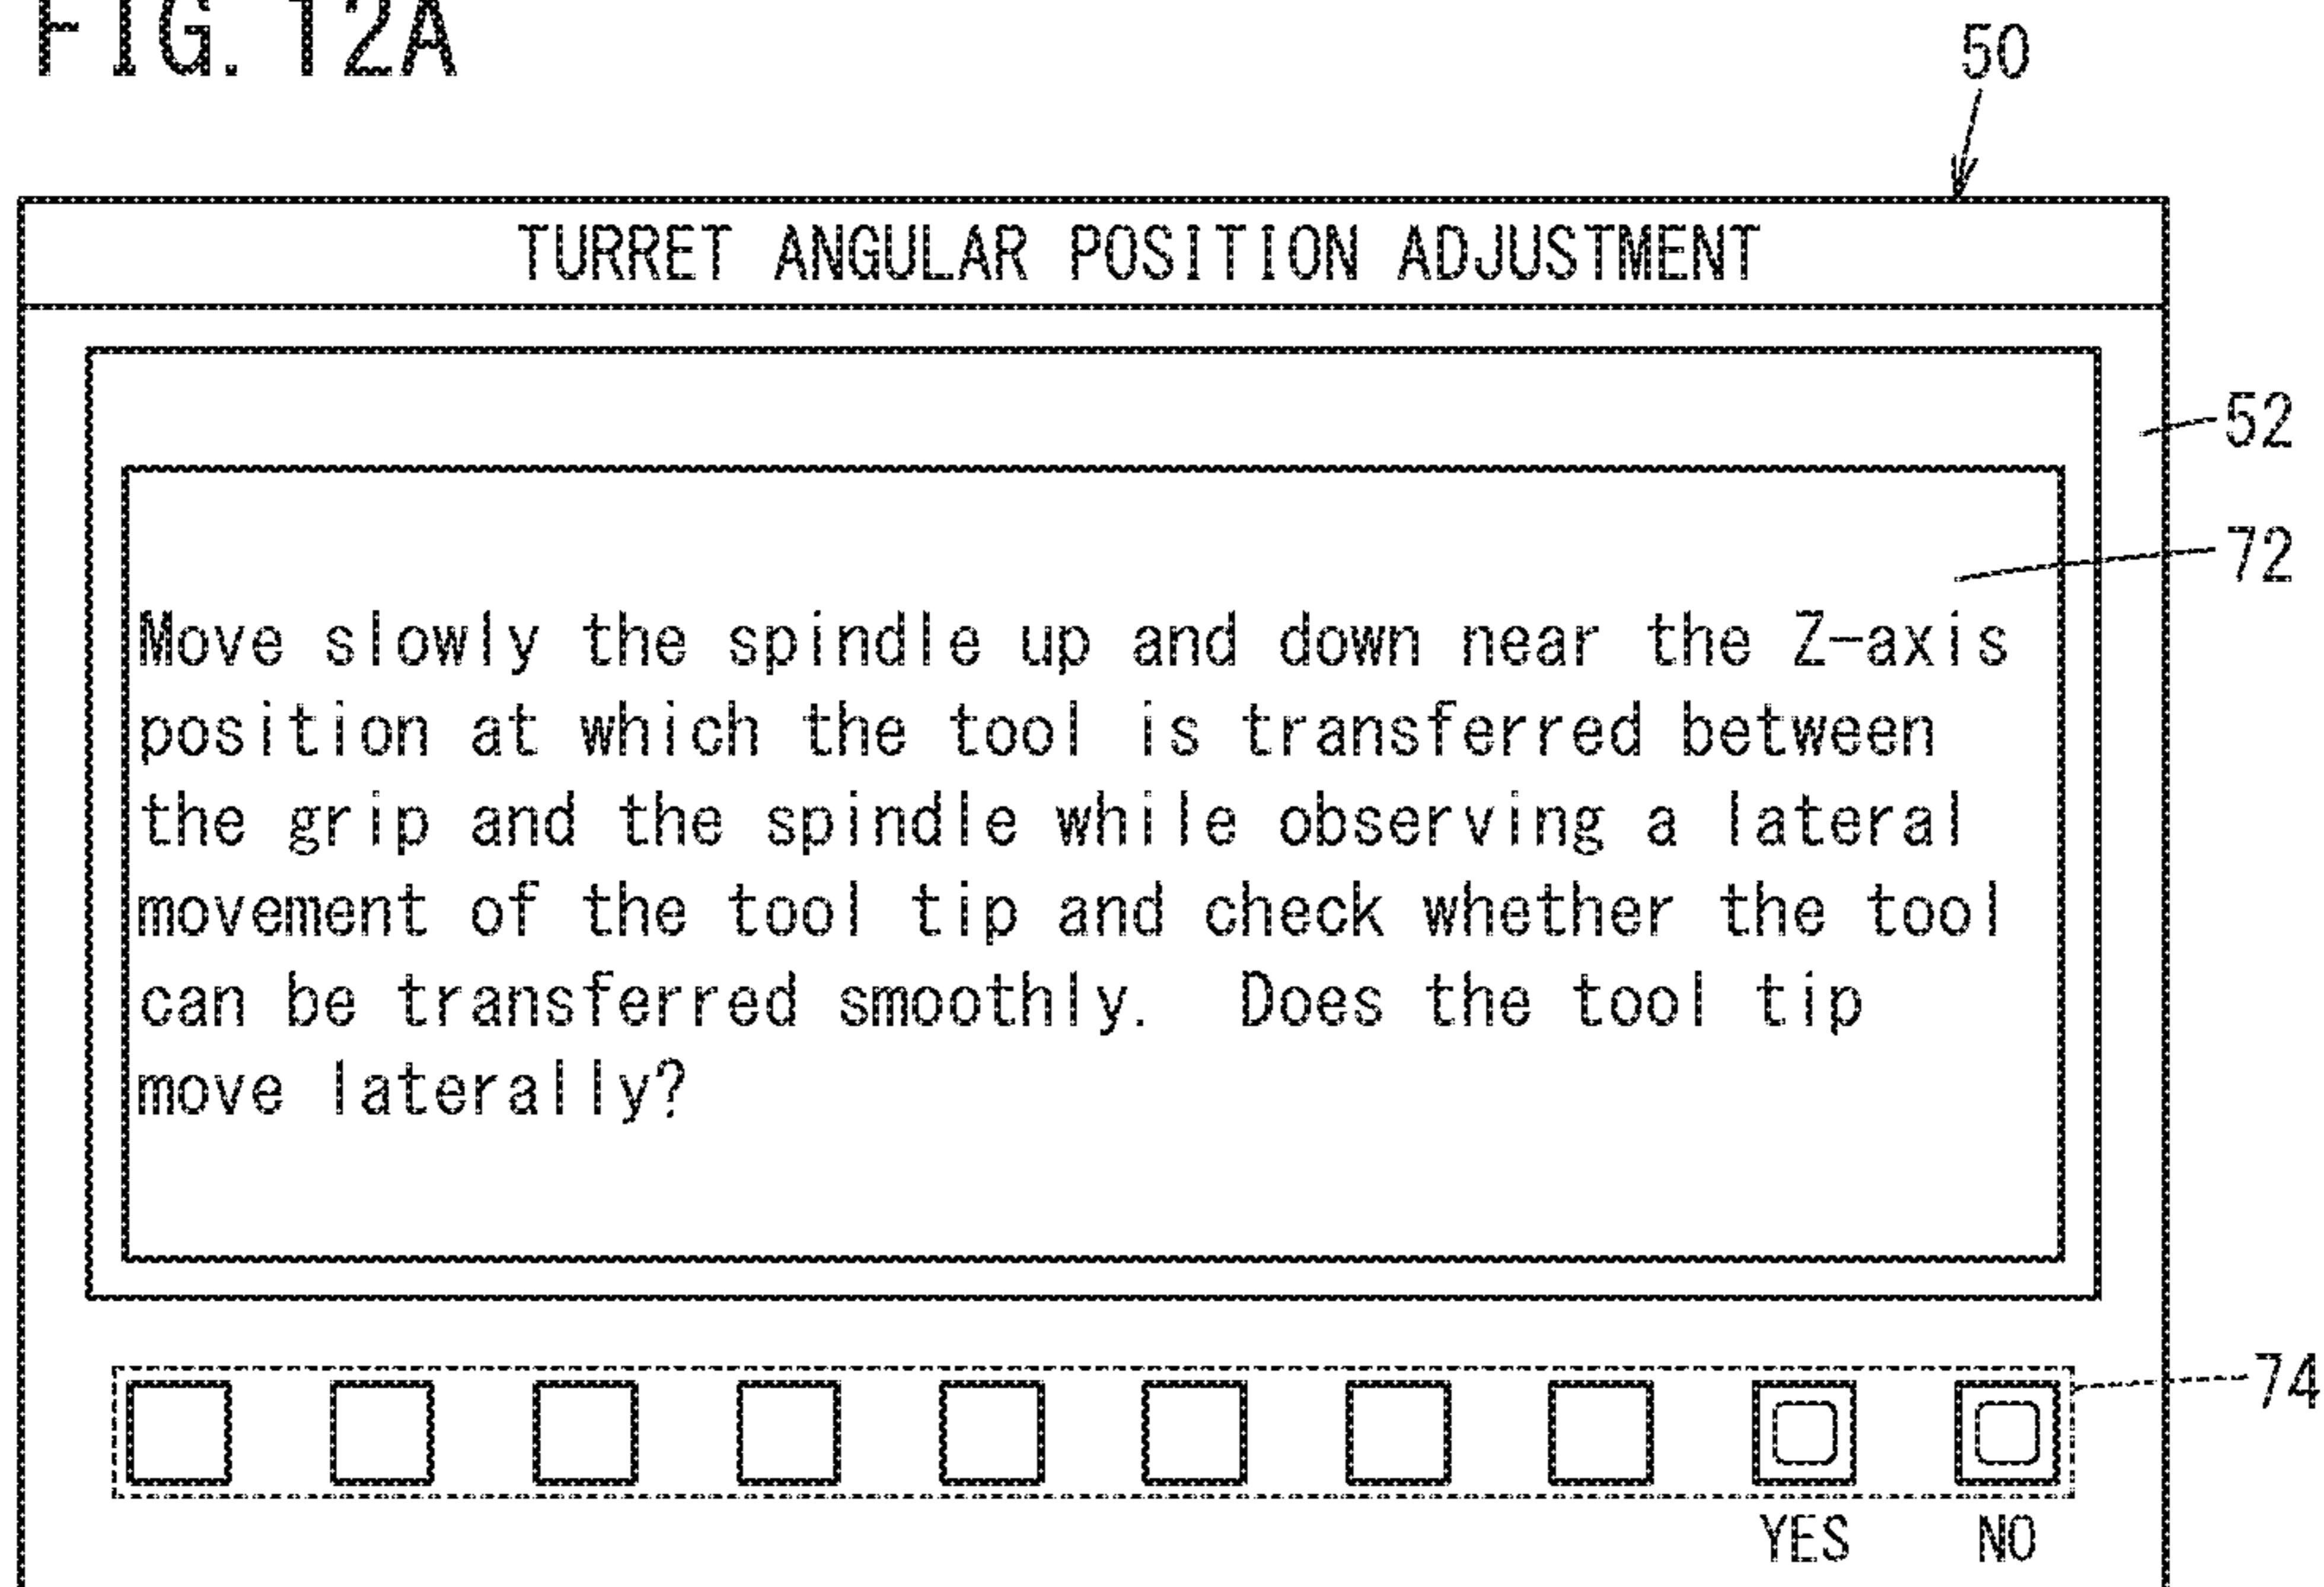 FIG. 12A
50
TURRET ANGULAR POSITION ADJUSTMENT
52
72
Move slowly the spindle up and down near the Z-axis
position at which the tool is transferred between
the grip and the spindle while observing a lateral
movement of the tool tip and check whether the tool
can be transferred smoothly. Does the tool tip
move laterally?
74
YES NO